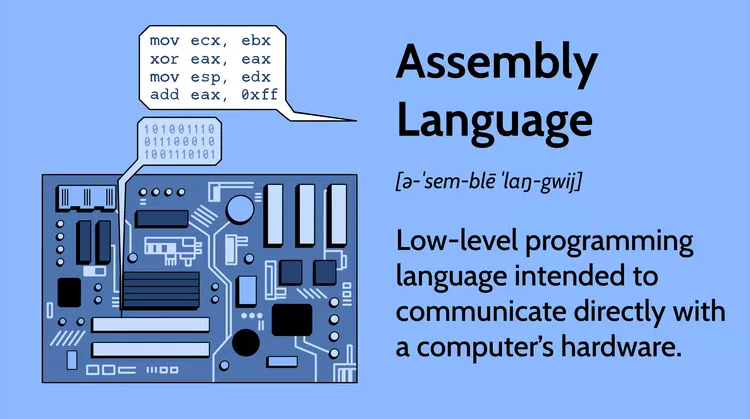 mov ecx, ebx
xor eax, eax
mov esp, edx
add eax, 0xff
101001110
011100010
1001110101
Assembly
Language
[ə-ˈsem-blē ˈlaŋ-gwij]
Low-level programming
language intended to
communicate directly with
a computer’s hardware.